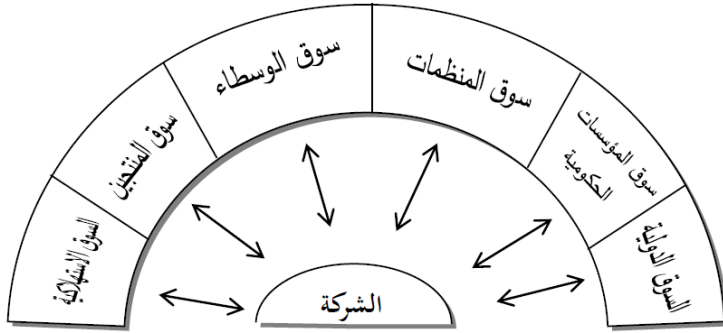 السوق الدولية
سوق المؤسسات
الحكومية
سوق المنظمات
سوق الوسطاء
سوق المنتجين
السوق الاستهلاكية
الشركة